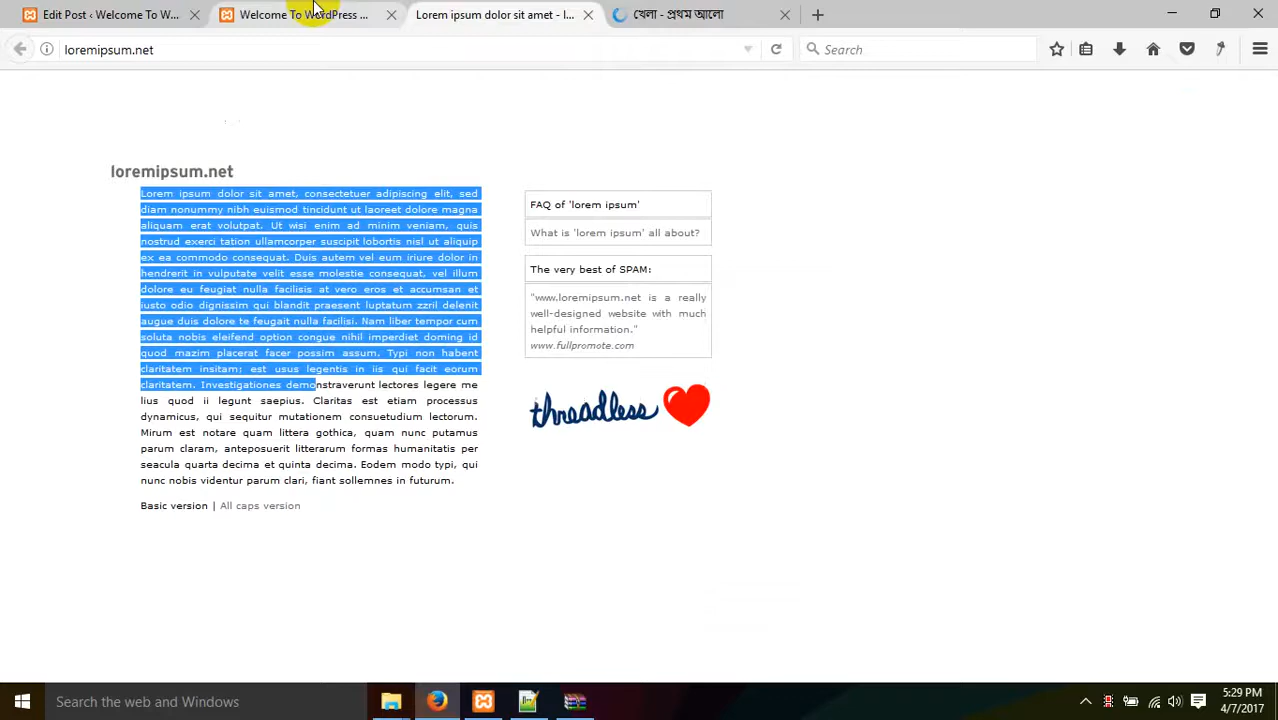 Edit Post ‹ Welcome To W...
Welcome To WordPress ...
Lorem ipsum dolor sit amet - l...
খেলা - প্রথম আলো
loremipsum.net
Search
loremipsum.net
Lorem ipsum dolor sit amet, consectetuer adipiscing elit, sed
diam nonummy nibh euismod tincidunt ut laoreet dolore magna
aliquam erat volutpat. Ut wisi enim ad minim veniam, quis
nostrud exerci tation ullamcorper suscipit lobortis nisl ut aliquip
ex ea commodo consequat. Duis autem vel eum iriure dolor in
hendrerit in vulputate velit esse molestie consequat, vel illum
dolore eu feugiat nulla facilisis at vero eros et accumsan et
iusto odio dignissim qui blandit praesent luptatum zzril delenit
augue duis dolore te feugait nulla facilisi. Nam liber tempor cum
soluta nobis eleifend option congue nihil imperdiet doming id
quod mazim placerat facer possim assum. Typi non habent
claritatem insitam; est usus legentis in iis qui facit eorum
claritatem. Investigationes demonstraverunt lectores legere me
lius quod ii legunt saepius. Claritas est etiam processus
dynamicus, qui sequitur mutationem consuetudium lectorum.
Mirum est notare quam littera gothica, quam nunc putamus
parum claram, anteposuerit litterarum formas humanitatis per
seacula quarta decima et quinta decima. Eodem modo typi, qui
nunc nobis videntur parum clari, fiant sollemnes in futurum.
Basic version | All caps version
FAQ of 'lorem ipsum'
What is 'lorem ipsum' all about?
The very best of SPAM:
"www.loremipsum.net is a really
well-designed website with much
helpful information."
www.fullpromote.com
threadless
Search the web and Windows
5:29 PM
4/7/2017